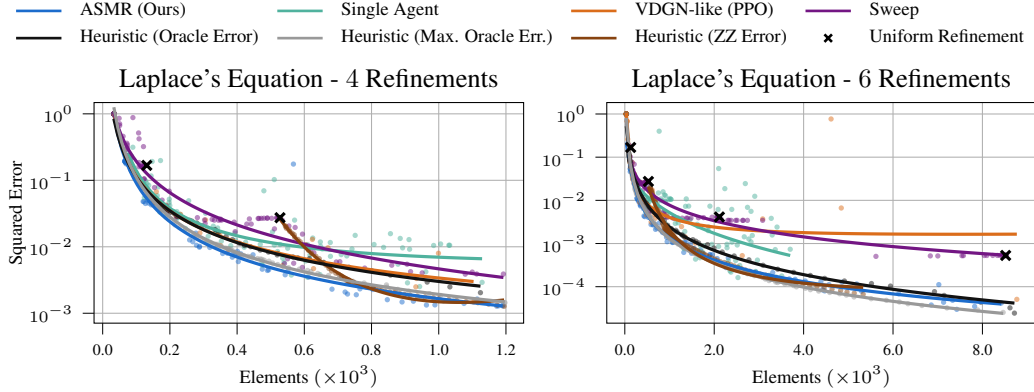 ASMR (Ours) Single Agent VDGN-like (PPO) Sweep
Heuristic (Oracle Error) Heuristic (Max. Oracle Err.) Heuristic (ZZ Error) Uniform Refinement
Laplace's Equation - 4 Refinements Laplace's Equation - 6 Refinements
Squared Error
10^0
10^−1
10^−2
10^−3
0.0 0.2 0.4 0.6 0.8 1.0 1.2
Elements (×10^3)
10^0
10^−1
10^−2
10^−3
10^−4
0.0 2.0 4.0 6.0 8.0
Elements (×10^3)